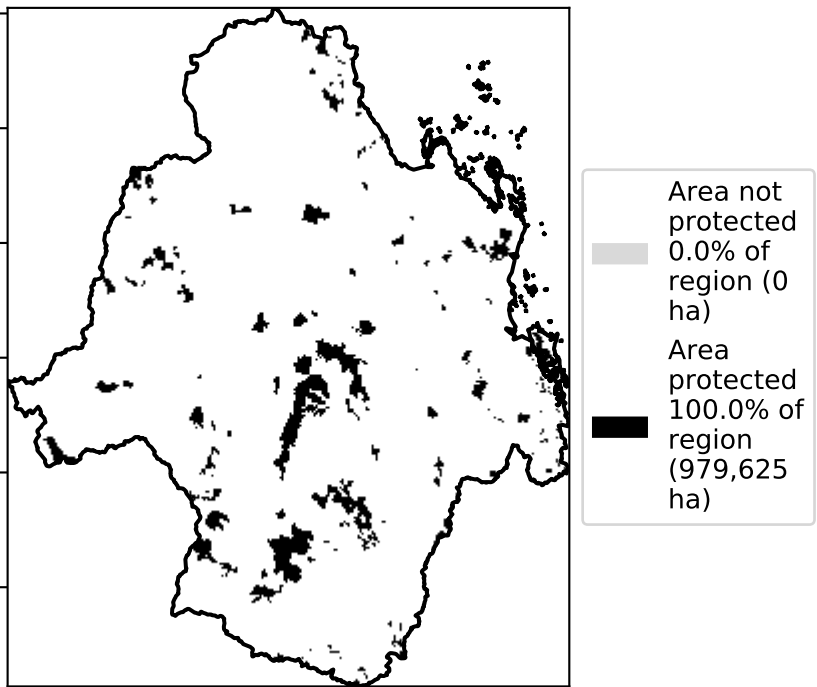 Area not
protected
0.0% of
region (0
ha)
Area
protected
100.0% of
region
(979,625
ha)